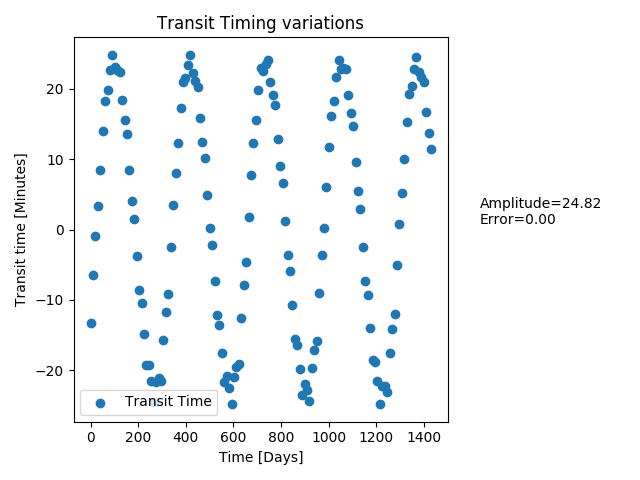 Transit Timing variations
Transit time [Minutes]
20
10
0
−10
−20
Transit Time
0
200
400
600
800
1000
1200
1400
Time [Days]
Amplitude=24.82
Error=0.00